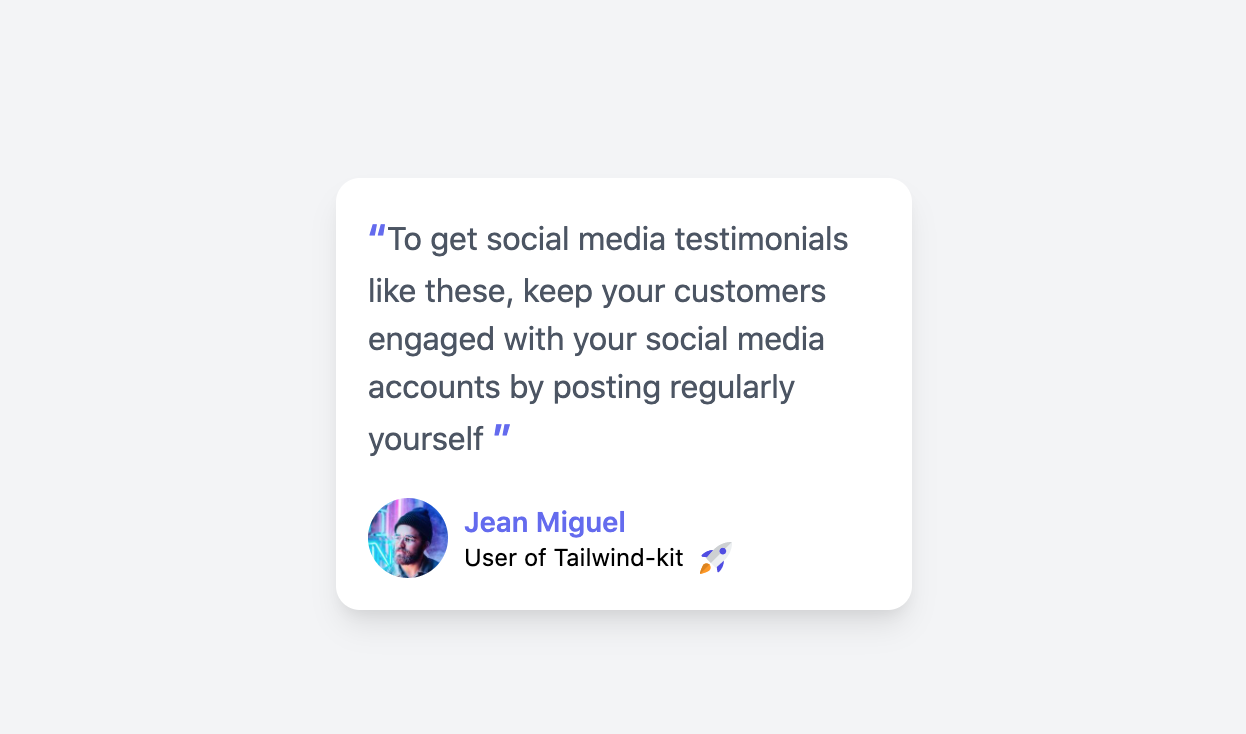 “To get social media testimonials
like these, keep your customers
engaged with your social media
accounts by posting regularly
yourself ”
Jean Miguel
User of Tailwind-kit 🚀